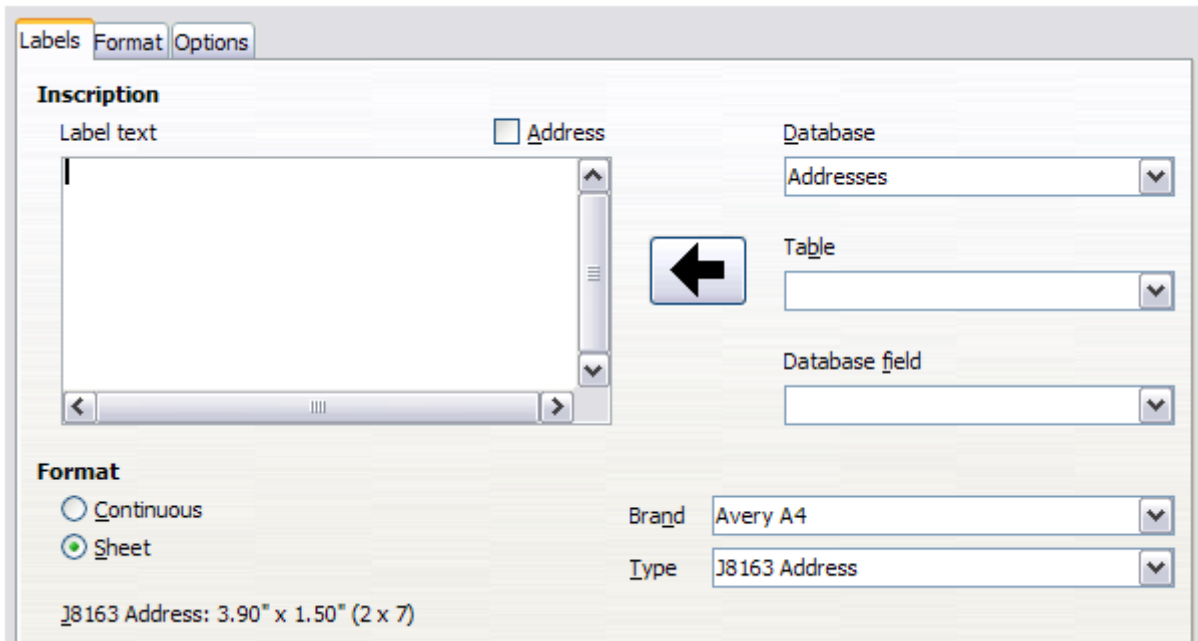 Labels Format Options
Inscription
Label text Address Database
Addresses
Table
Database field
Format
Continuous
Sheet
Brand Avery A4
Type J8163 Address
J8163 Address: 3.90" x 1.50" (2 x 7)